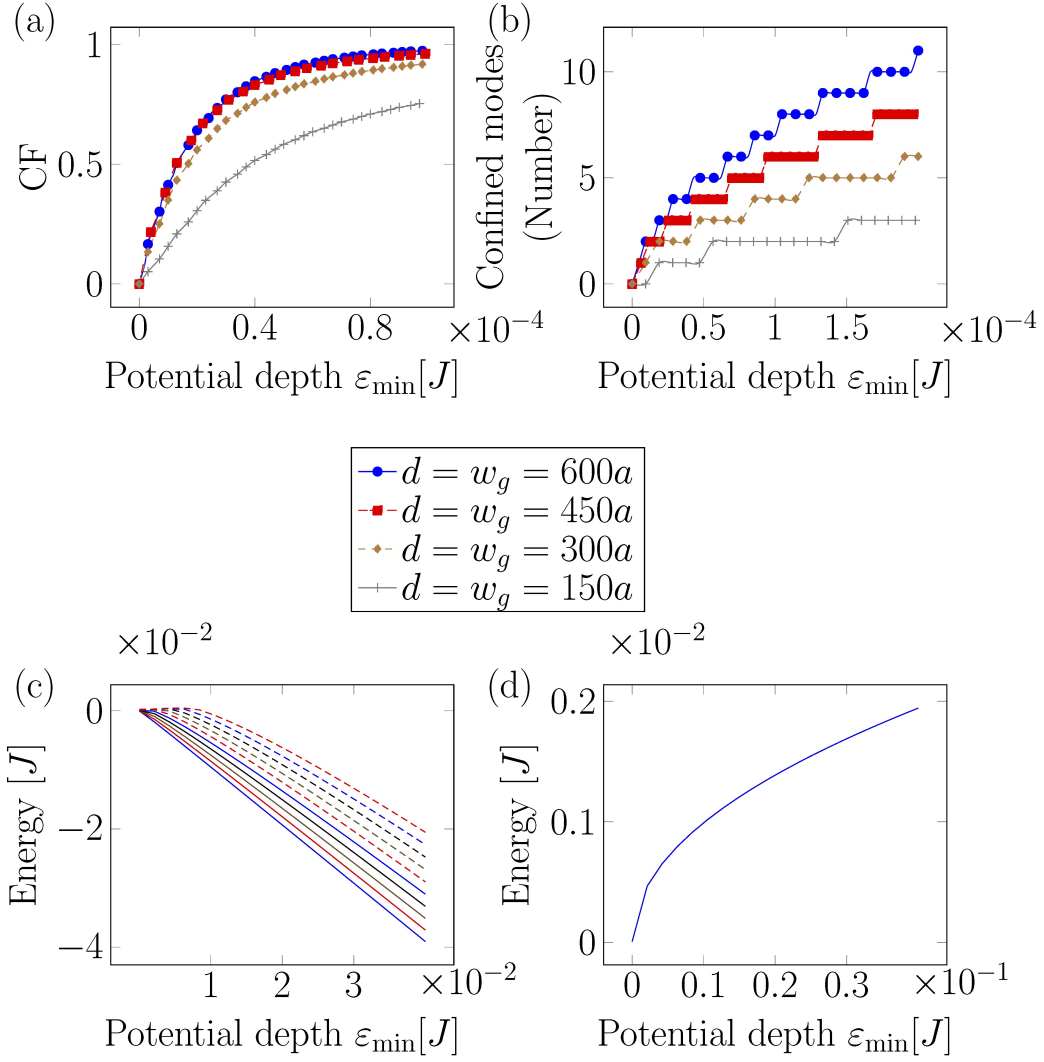 (a)
1
0.5
0
CF
0
0.4
0.8
×10⁻⁴
Potential depth ε_min[J]
(b)
10
5
0
Confined modes
(Number)
0
0.5
1
1.5
×10⁻⁴
Potential depth ε_min[J]
d = w_g = 600a
d = w_g = 450a
d = w_g = 300a
d = w_g = 150a
(c)
×10⁻²
0
−2
−4
Energy [J]
1
2
3
×10⁻²
Potential depth ε_min[J]
(d)
×10⁻²
0.2
0.1
0
Energy [J]
0
0.1
0.2
0.3
×10⁻¹
Potential depth ε_min[J]